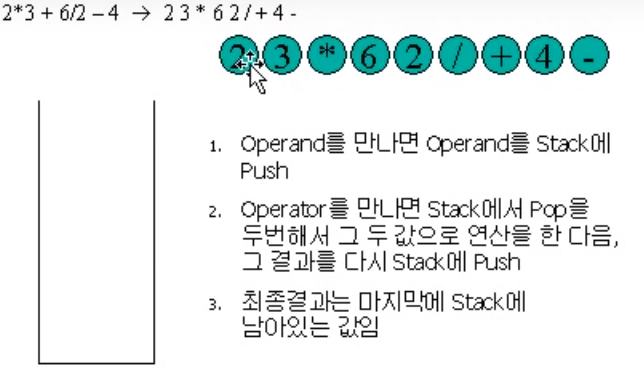 2*3 + 6/2 – 4 → 2 3 * 6 2 / + 4 -
2 3 * 6 2 / + 4 -
1. Operand를 만나면 Operand를 Stack에
Push
2. Operator를 만나면 Stack에서 Pop을
두번해서 그 두 값으로 연산을 한 다음,
그 결과를 다시 Stack에 Push
3. 최종결과는 마지막에 Stack에
남아있는 값임